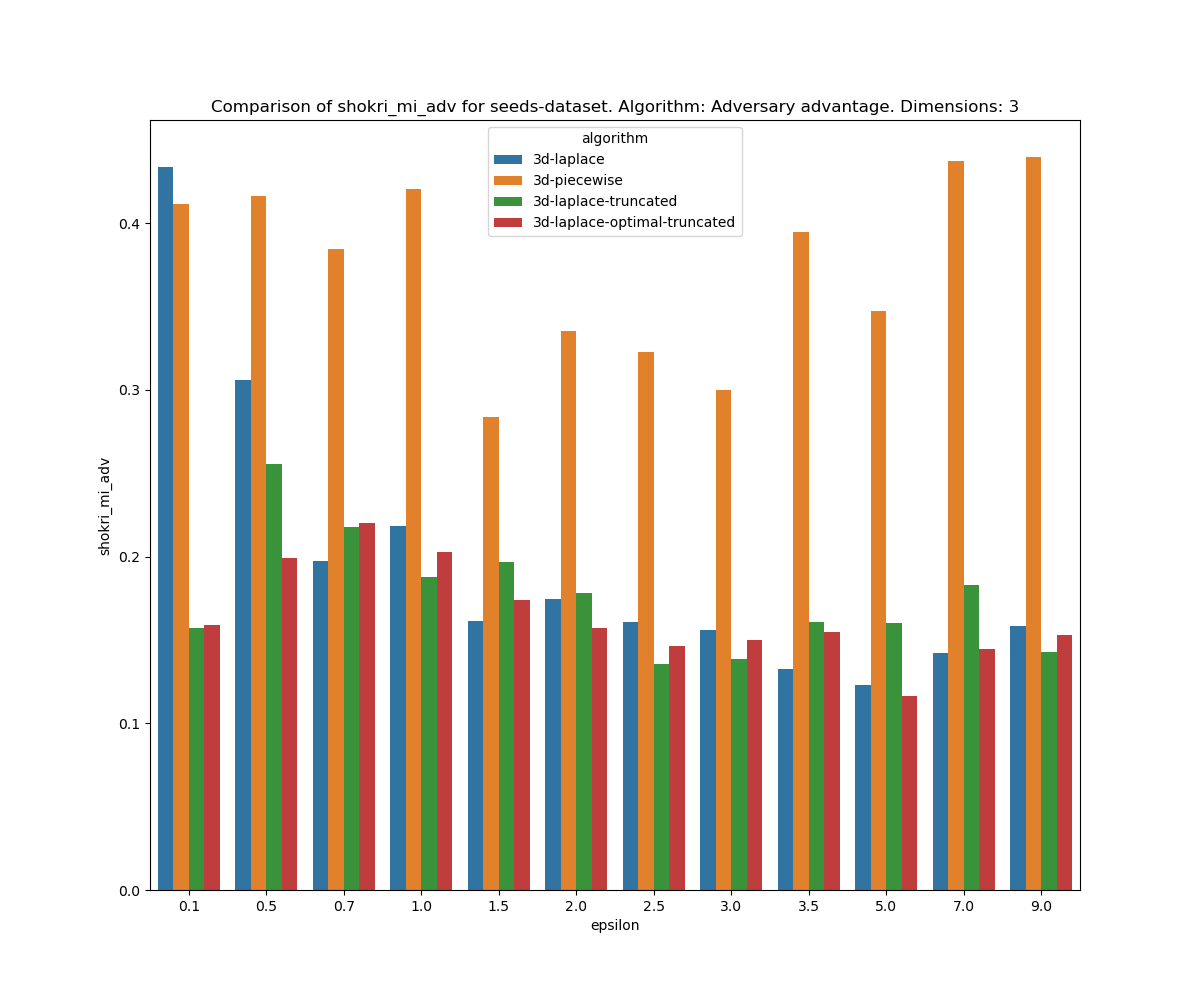 Comparison of shokri_mi_adv for seeds-dataset. Algorithm: Adversary advantage. Dimensions: 3
algorithm
3d-laplace
3d-piecewise
3d-laplace-truncated
3d-laplace-optimal-truncated
shokri_mi_adv
0.4
0.3
0.2
0.1
0.0
0.1 0.5 0.7 1.0 1.5 2.0 2.5 3.0 3.5 5.0 7.0 9.0
epsilon